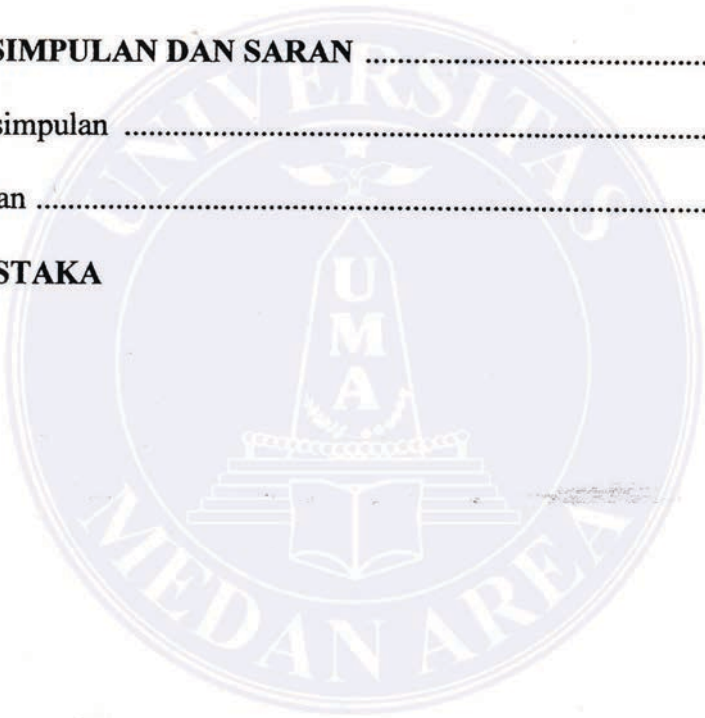 SIMPULAN DAN SARAN ........................................................
simpulan ...............................................................................................
an ...............................................................................................................
STAKA
UNIVERSITAS
UMA
MEDAN AREA